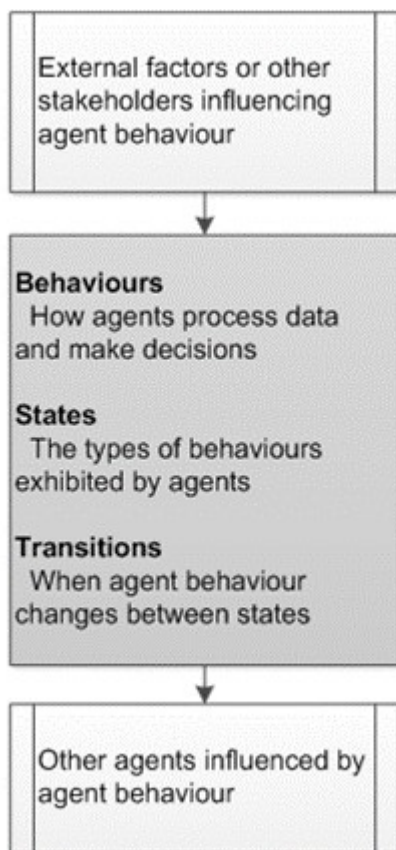 External factors or other
stakeholders influencing
agent behaviour
Behaviours
How agents process data
and make decisions
States
The types of behaviours
exhibited by agents
Transitions
When agent behaviour
changes between states
Other agents influenced by
agent behaviour